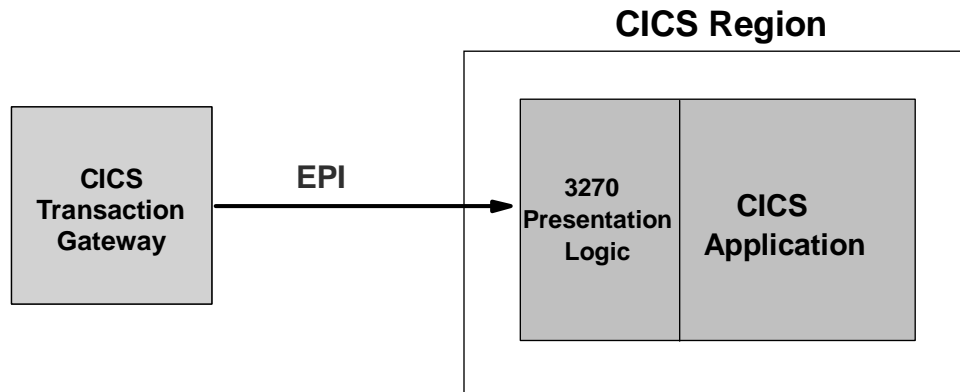 CICS Region
CICS
Transaction
Gateway
EPI
3270
Presentation
Logic
CICS
Application